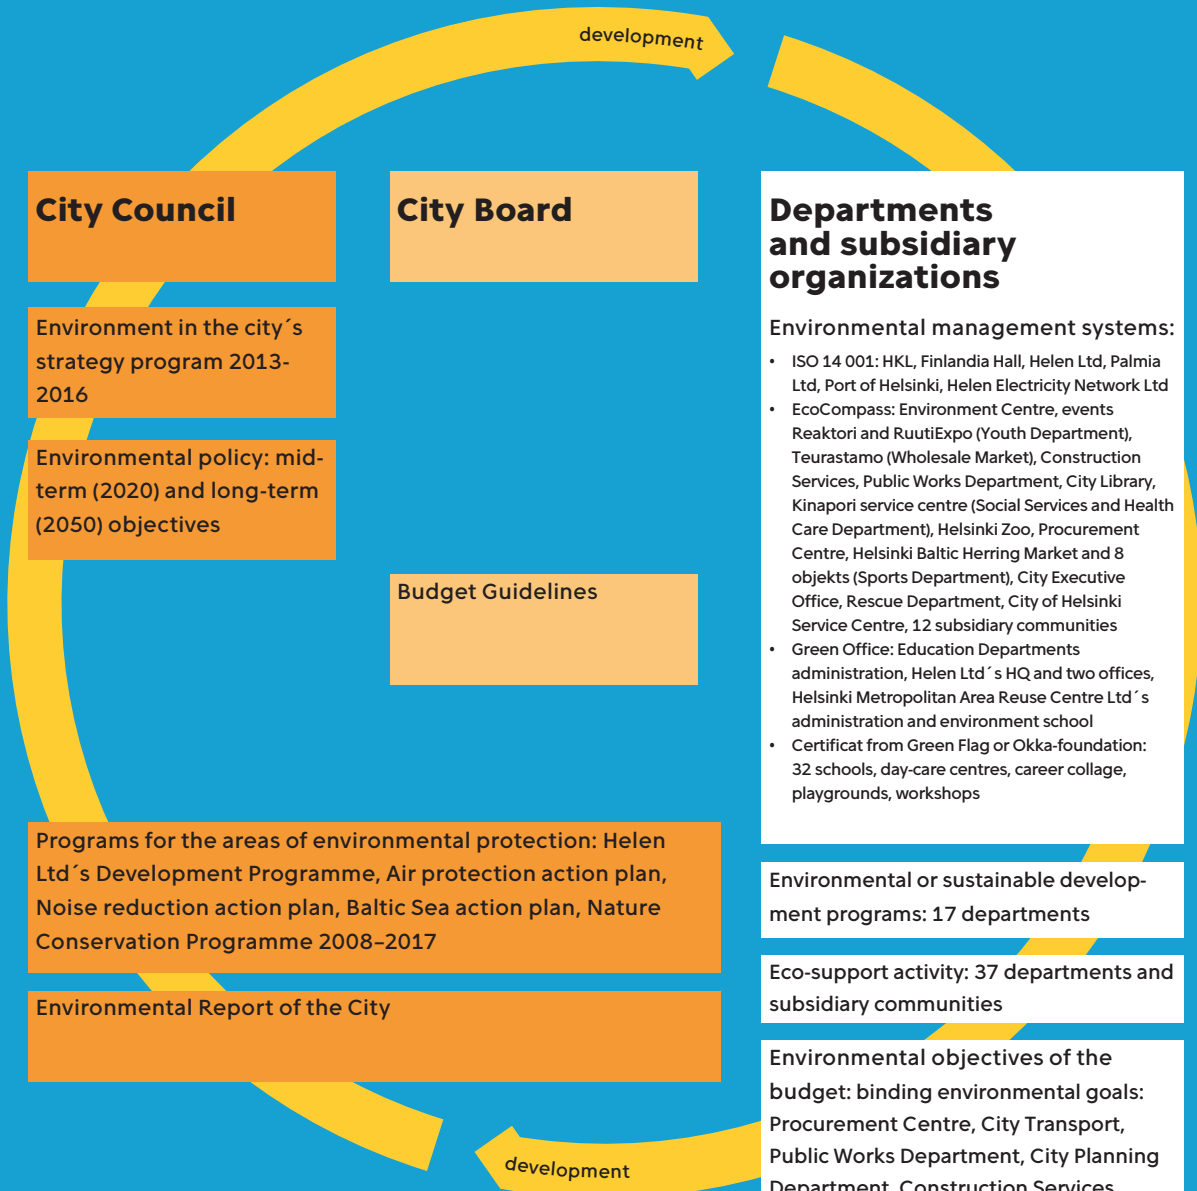 development
City Council
Environment in the city´s
strategy program 2013-
2016
Environmental policy: mid-
term (2020) and long-term
(2050) objectives
City Board
Budget Guidelines
Programs for the areas of environmental protection: Helen
Ltd´s Development Programme, Air protection action plan,
Noise reduction action plan, Baltic Sea action plan, Nature
Conservation Programme 2008–2017
Environmental Report of the City
Departments
and subsidiary
organizations
Environmental management systems:
• ISO 14 001: HKL, Finlandia Hall, Helen Ltd, Palmia
Ltd, Port of Helsinki, Helen Electricity Network Ltd
• EcoCompass: Environment Centre, events
Reaktori and RuutiExpo (Youth Department),
Teurastamo (Wholesale Market), Construction
Services, Public Works Department, City Library,
Kinapori service centre (Social Services and Health
Care Department), Helsinki Zoo, Procurement
Centre, Helsinki Baltic Herring Market and 8
objekts (Sports Department), City Executive
Office, Rescue Department, City of Helsinki
Service Centre, 12 subsidiary communities
• Green Office: Education Departments
administration, Helen Ltd´s HQ and two offices,
Helsinki Metropolitan Area Reuse Centre Ltd´s
administration and environment school
• Certificat from Green Flag or Okka-foundation:
32 schools, day-care centres, career collage,
playgrounds, workshops
Environmental or sustainable develop-
ment programs: 17 departments
Eco-support activity: 37 departments and
subsidiary communities
Environmental objectives of the
budget: binding environmental goals:
Procurement Centre, City Transport,
Public Works Department, City Planning
Department, Construction Services
development